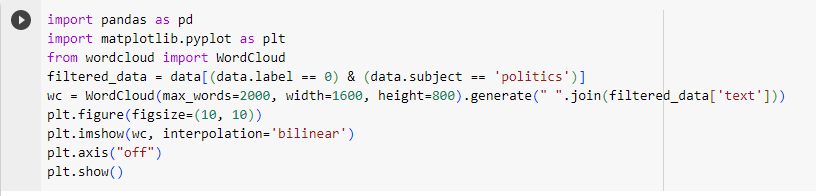 import pandas as pd
import matplotlib.pyplot as plt
from wordcloud import WordCloud
filtered_data = data[(data.label == 0) & (data.subject == 'politics')]
wc = WordCloud(max_words=2000, width=1600, height=800).generate(" ".join(filtered_data['text']))
plt.figure(figsize=(10, 10))
plt.imshow(wc, interpolation='bilinear')
plt.axis("off")
plt.show()